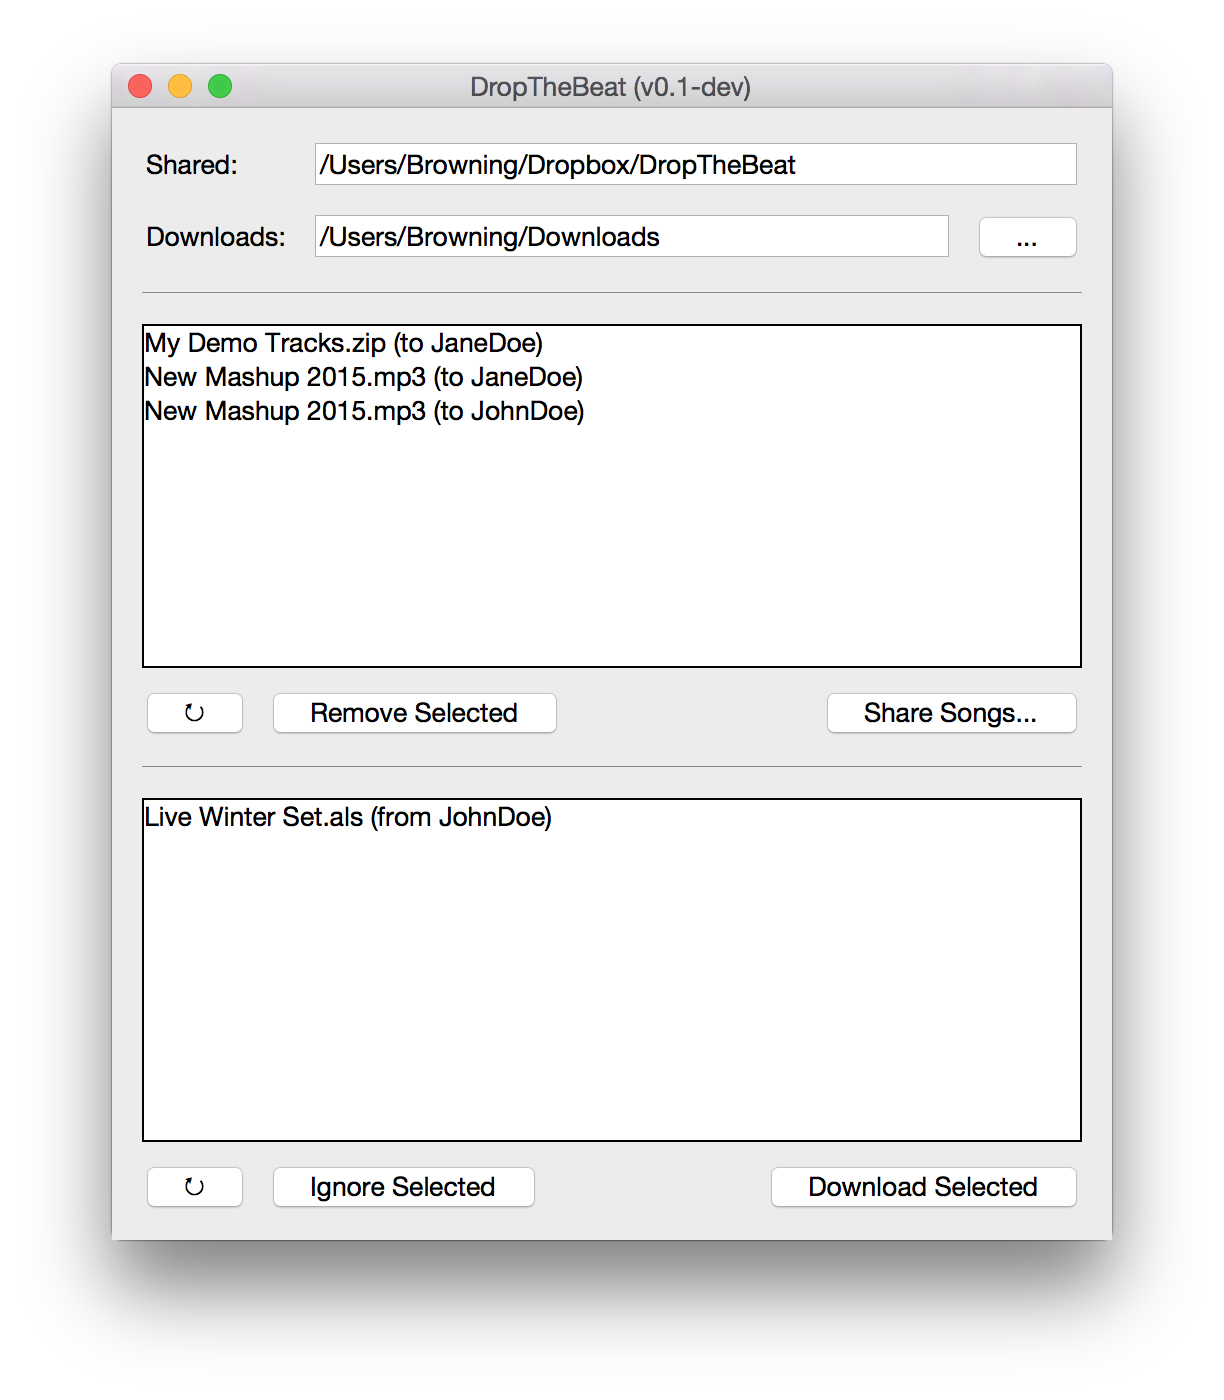 DropTheBeat (v0.1-dev)
Shared: /Users/Browning/Dropbox/DropTheBeat
Downloads: /Users/Browning/Downloads ...
My Demo Tracks.zip (to JaneDoe)
New Mashup 2015.mp3 (to JaneDoe)
New Mashup 2015.mp3 (to JohnDoe)
↻ Remove Selected Share Songs...
Live Winter Set.als (from JohnDoe)
↻ Ignore Selected Download Selected